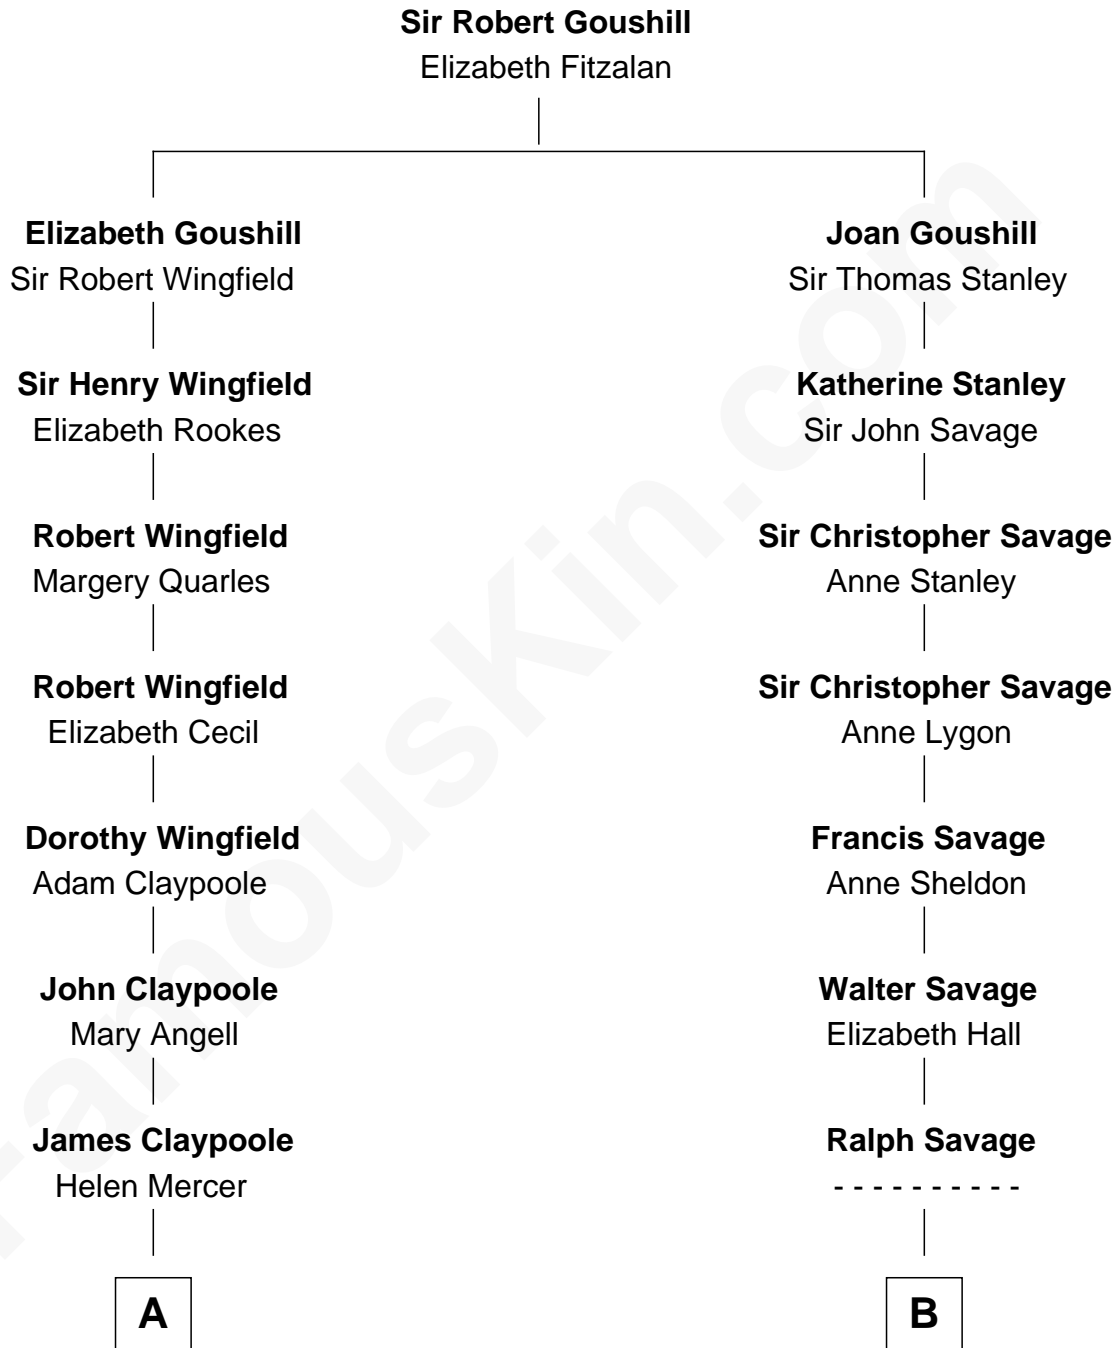 Sir Robert Goushill
Elizabeth Fitzalan
Elizabeth Goushill
Sir Robert Wingfield
Joan Goushill
Sir Thomas Stanley
Sir Henry Wingfield
Elizabeth Rookes
Katherine Stanley
Sir John Savage
Robert Wingfield
Margery Quarles
Sir Christopher Savage
Anne Stanley
Robert Wingfield
Elizabeth Cecil
Sir Christopher Savage
Anne Lygon
Dorothy Wingfield
Adam Claypoole
Francis Savage
Anne Sheldon
John Claypoole
Mary Angell
Walter Savage
Elizabeth Hall
James Claypoole
Helen Mercer
Ralph Savage
- - - - - - - - - -
A
B
FamousKin.com